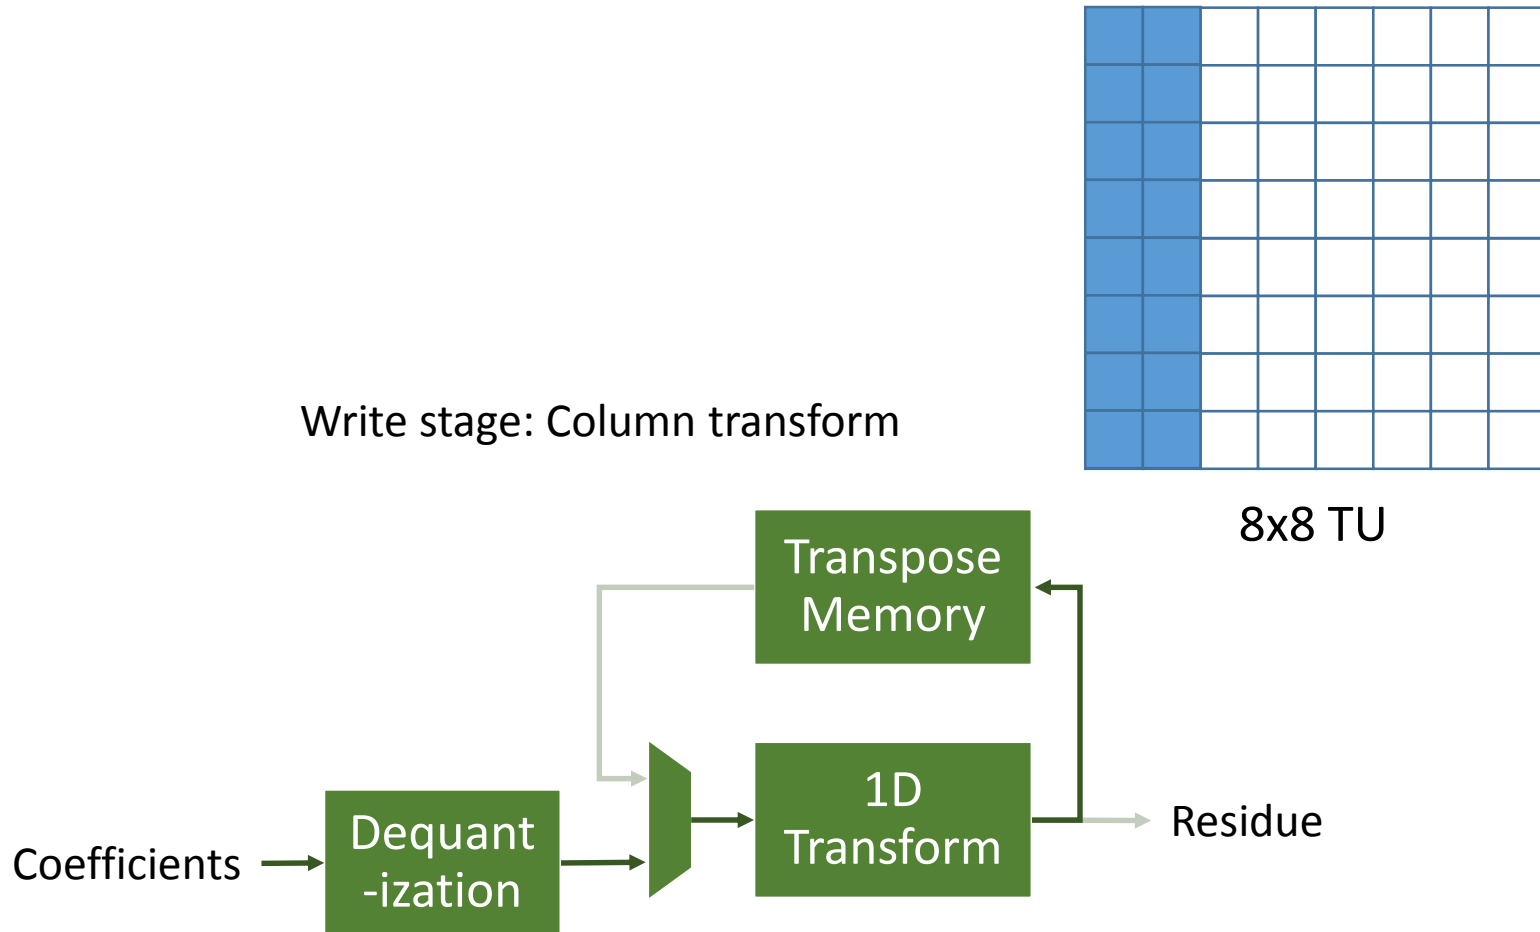 Write stage: Column transform
8x8 TU
Transpose
Memory
1D
Transform
Residue
Dequant
-ization
Coefficients